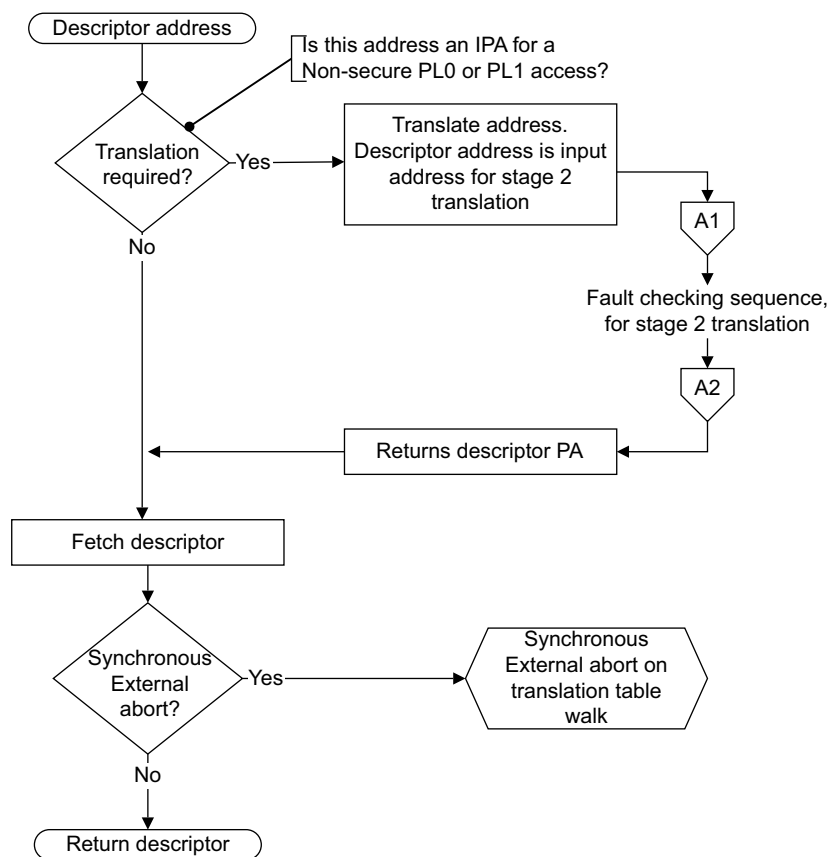 Descriptor address
Is this address an IPA for a
Non-secure PL0 or PL1 access?
Translation
required?
Yes
Translate address.
Descriptor address is input
address for stage 2
translation
A1
No
Fault checking sequence,
for stage 2 translation
A2
Returns descriptor PA
Fetch descriptor
Synchronous
External
abort?
Yes
Synchronous
External abort on
translation table
walk
No
Return descriptor